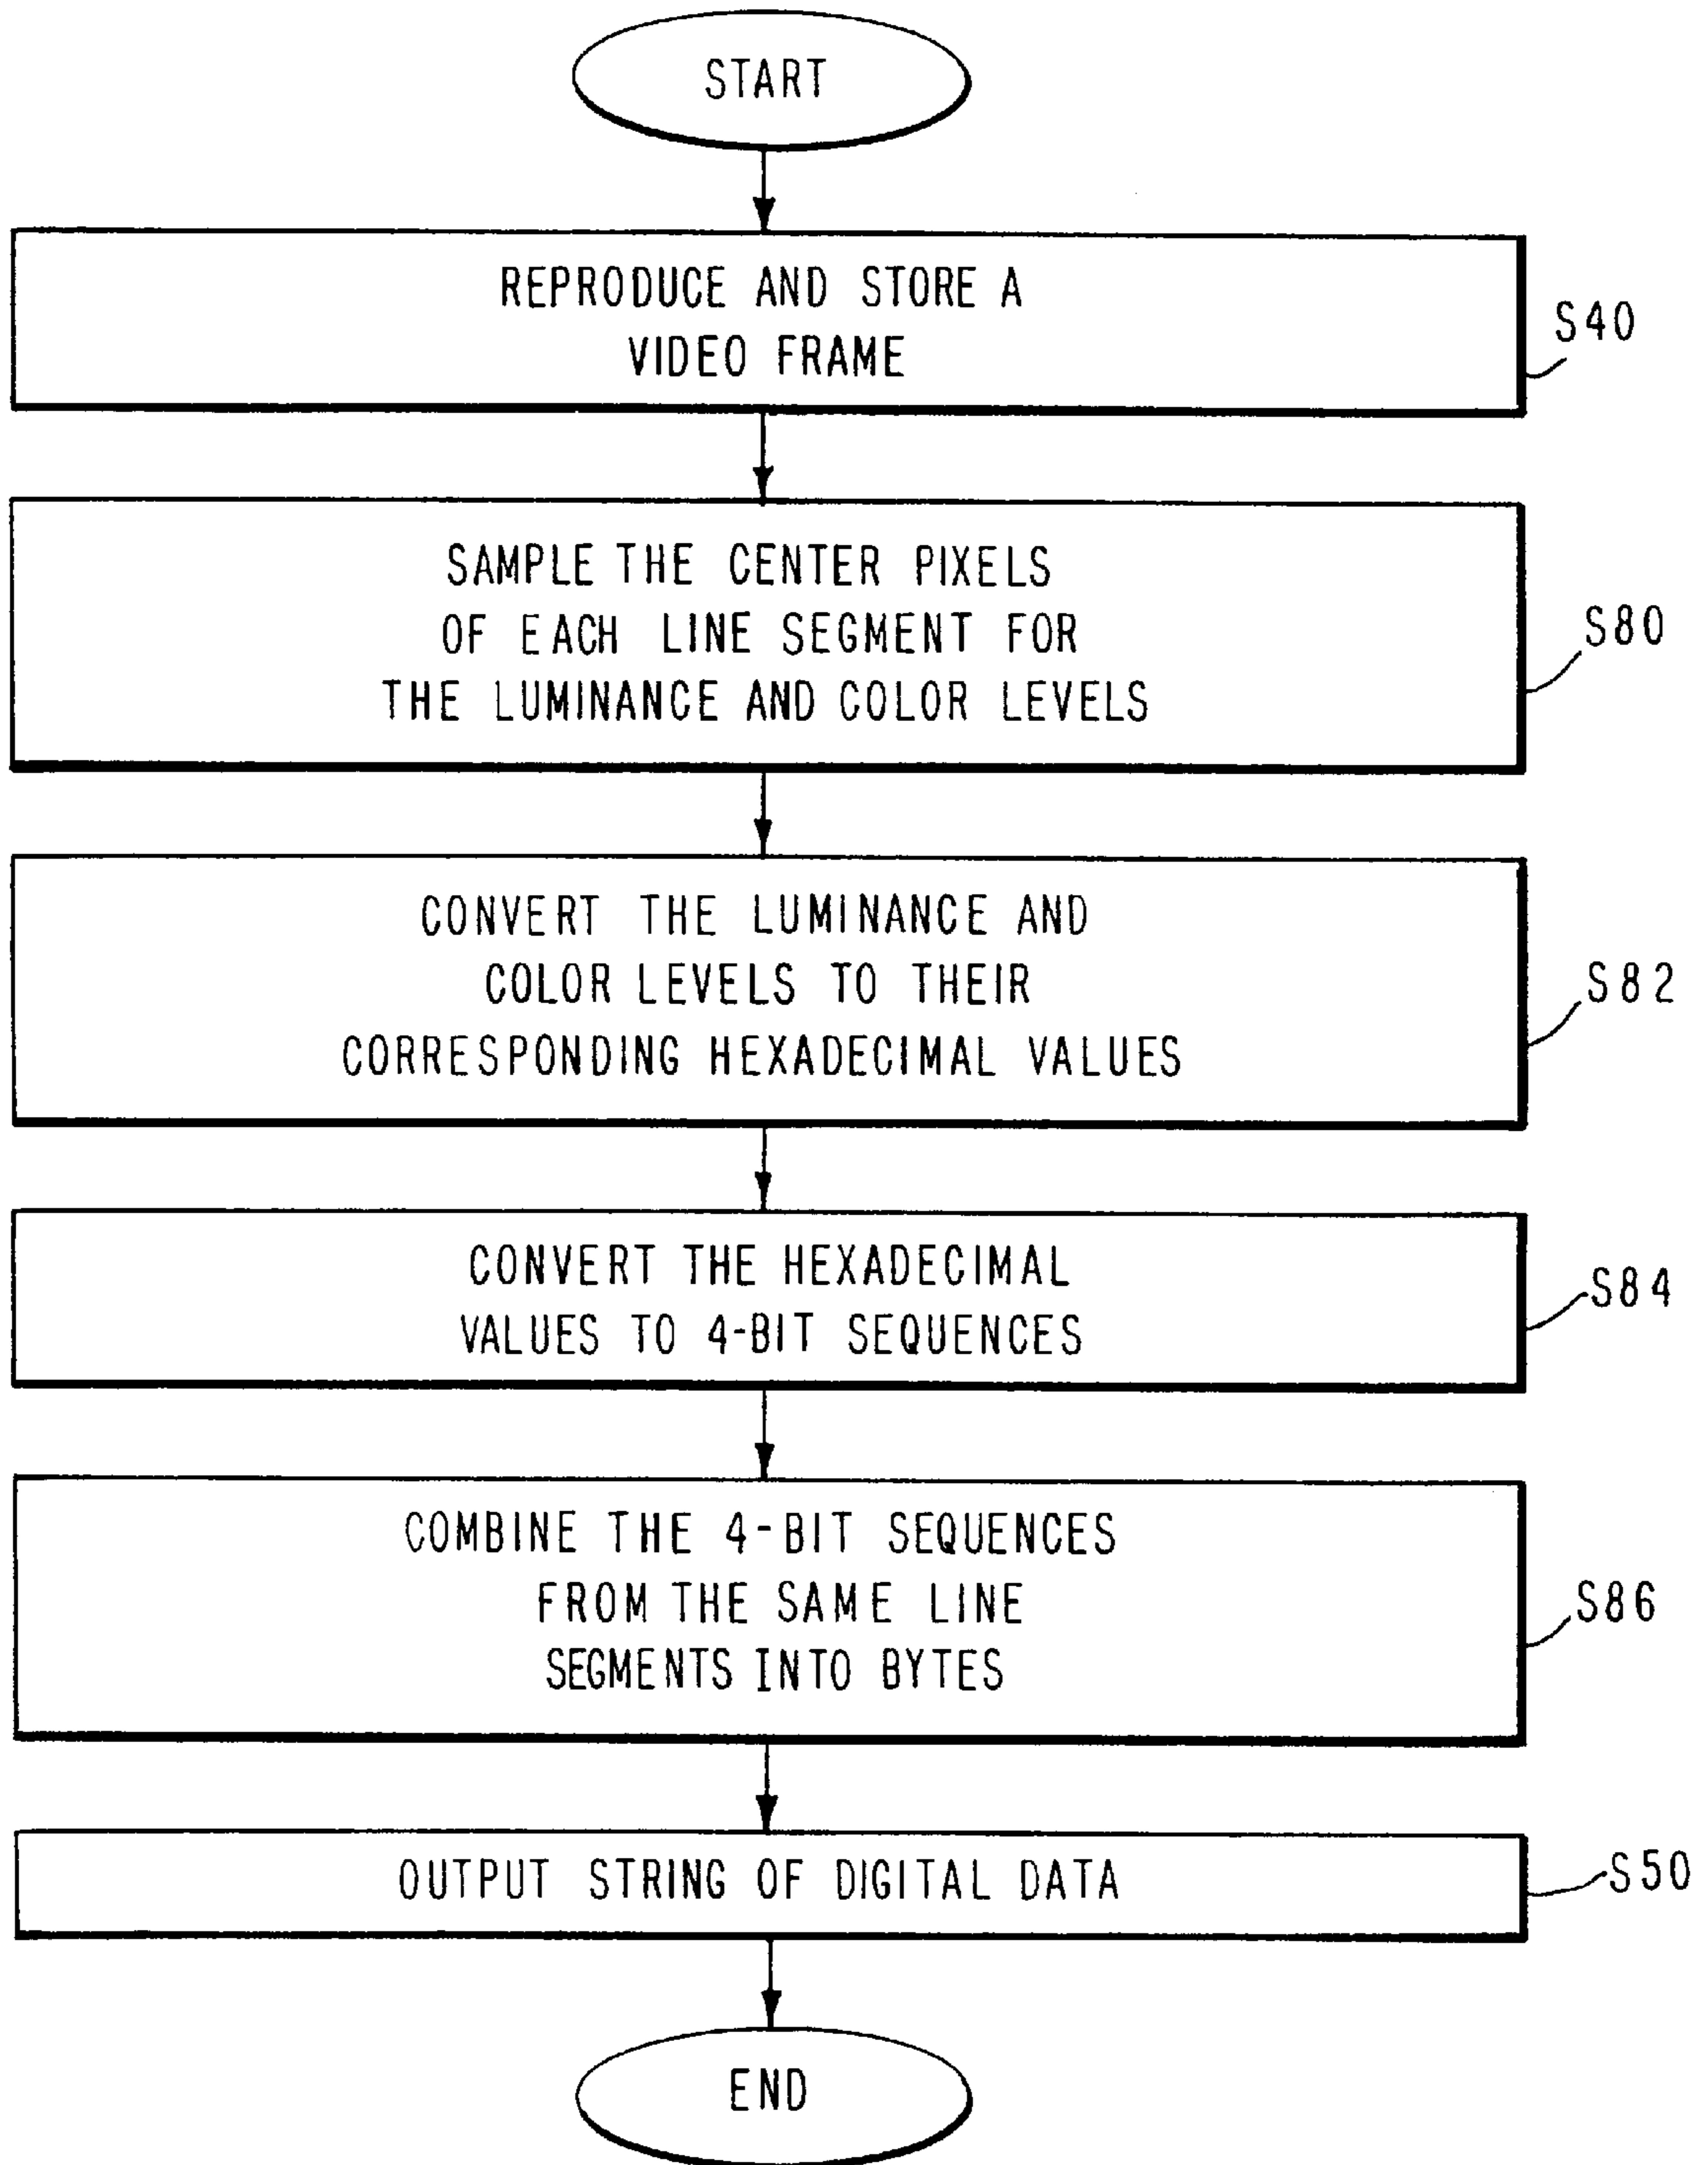 START
REPRODUCE AND STORE A
VIDEO FRAME
S40
SAMPLE THE CENTER PIXELS
OF EACH LINE SEGMENT FOR
THE LUMINANCE AND COLOR LEVELS
S80
CONVERT THE LUMINANCE AND
COLOR LEVELS TO THEIR
CORRESPONDING HEXADECIMAL VALUES
S82
CONVERT THE HEXADECIMAL
VALUES TO 4-BIT SEQUENCES
S84
COMBINE THE 4-BIT SEQUENCES
FROM THE SAME LINE
SEGMENTS INTO BYTES
S86
OUTPUT STRING OF DIGITAL DATA
S50
END